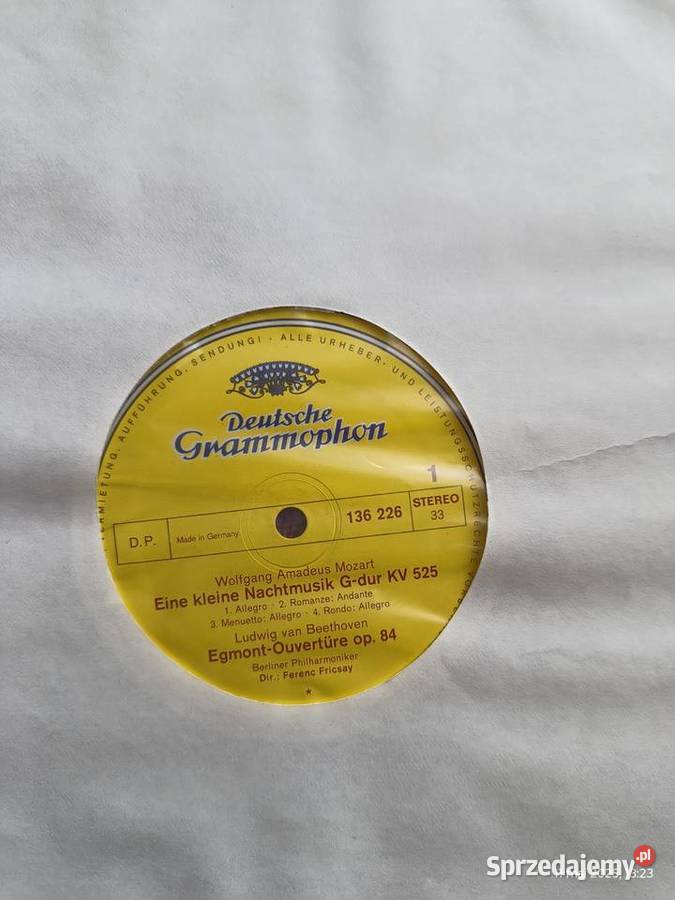 VERMIETUNG, AUFFÜHRUNG, SENDUNG! · ALLE URHEBER- UND LEISTUNGSSCHUTZRECHTE
Deutsche
Grammophon
1
D.P.
Made in Germany
136 226
STEREO
33
Wolfgang Amadeus Mozart
Eine kleine Nachtmusik G-dur KV 525
1. Allegro · 2. Romanze: Andante
3. Menuetto: Allegro · 4. Rondo: Allegro
Ludwig van Beethoven
Egmont-Ouvertüre op. 84
Berliner Philharmoniker
Dir.: Ferenc Fricsay
*
Sprzedajemy.pl